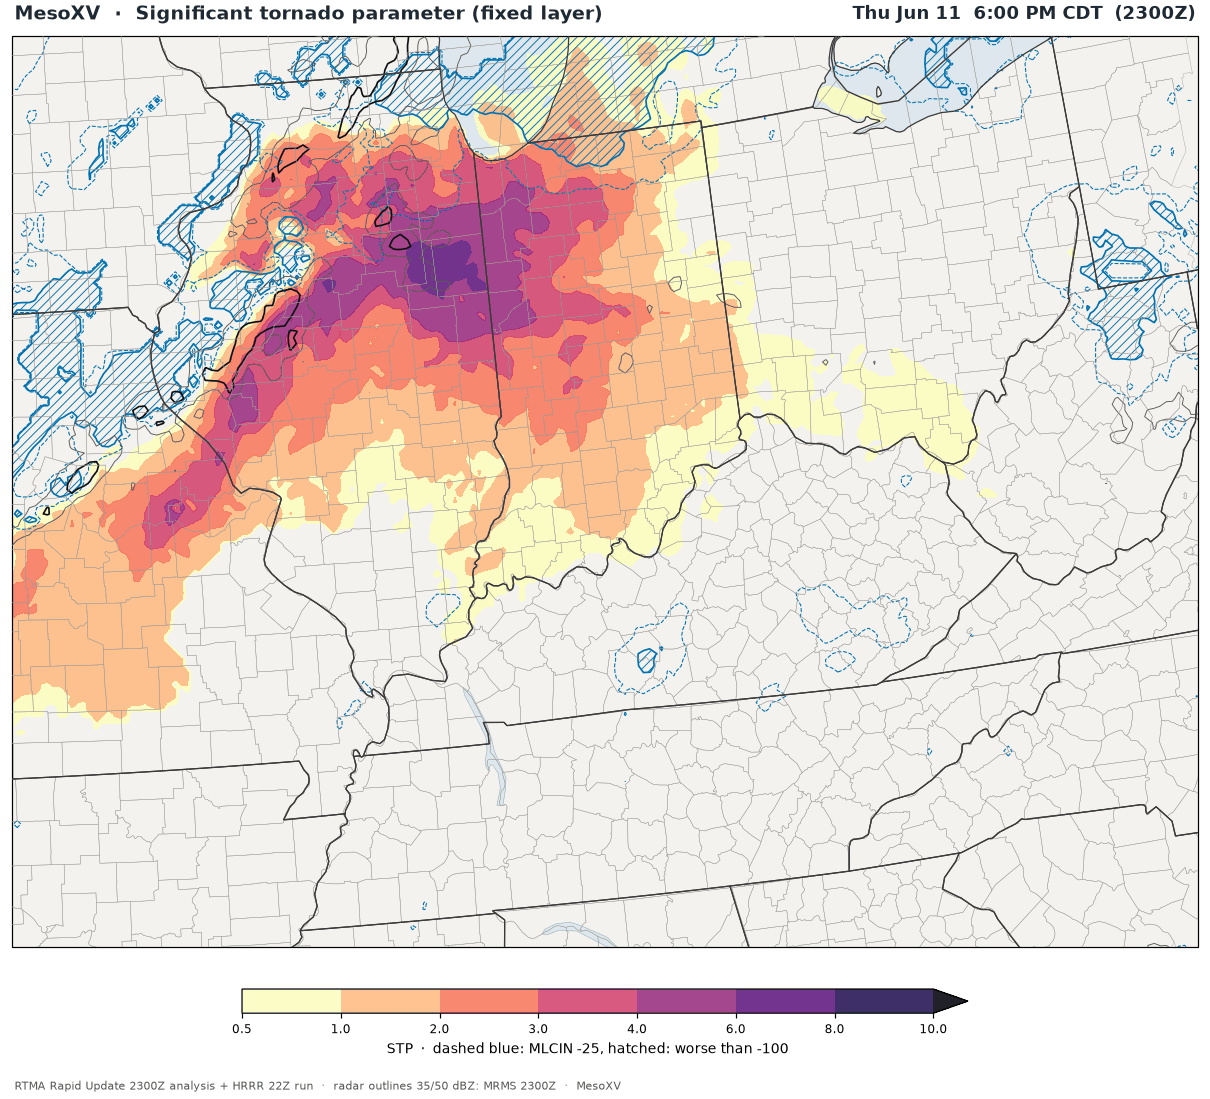 MesoXV · Significant tornado parameter (fixed layer)
Thu Jun 11 6:00 PM CDT (2300Z)
0.5 1.0 2.0 3.0 4.0 6.0 8.0 10.0
STP · dashed blue: MLCIN -25, hatched: worse than -100
RTMA Rapid Update 2300Z analysis + HRRR 22Z run · radar outlines 35/50 dBZ: MRMS 2300Z · MesoXV